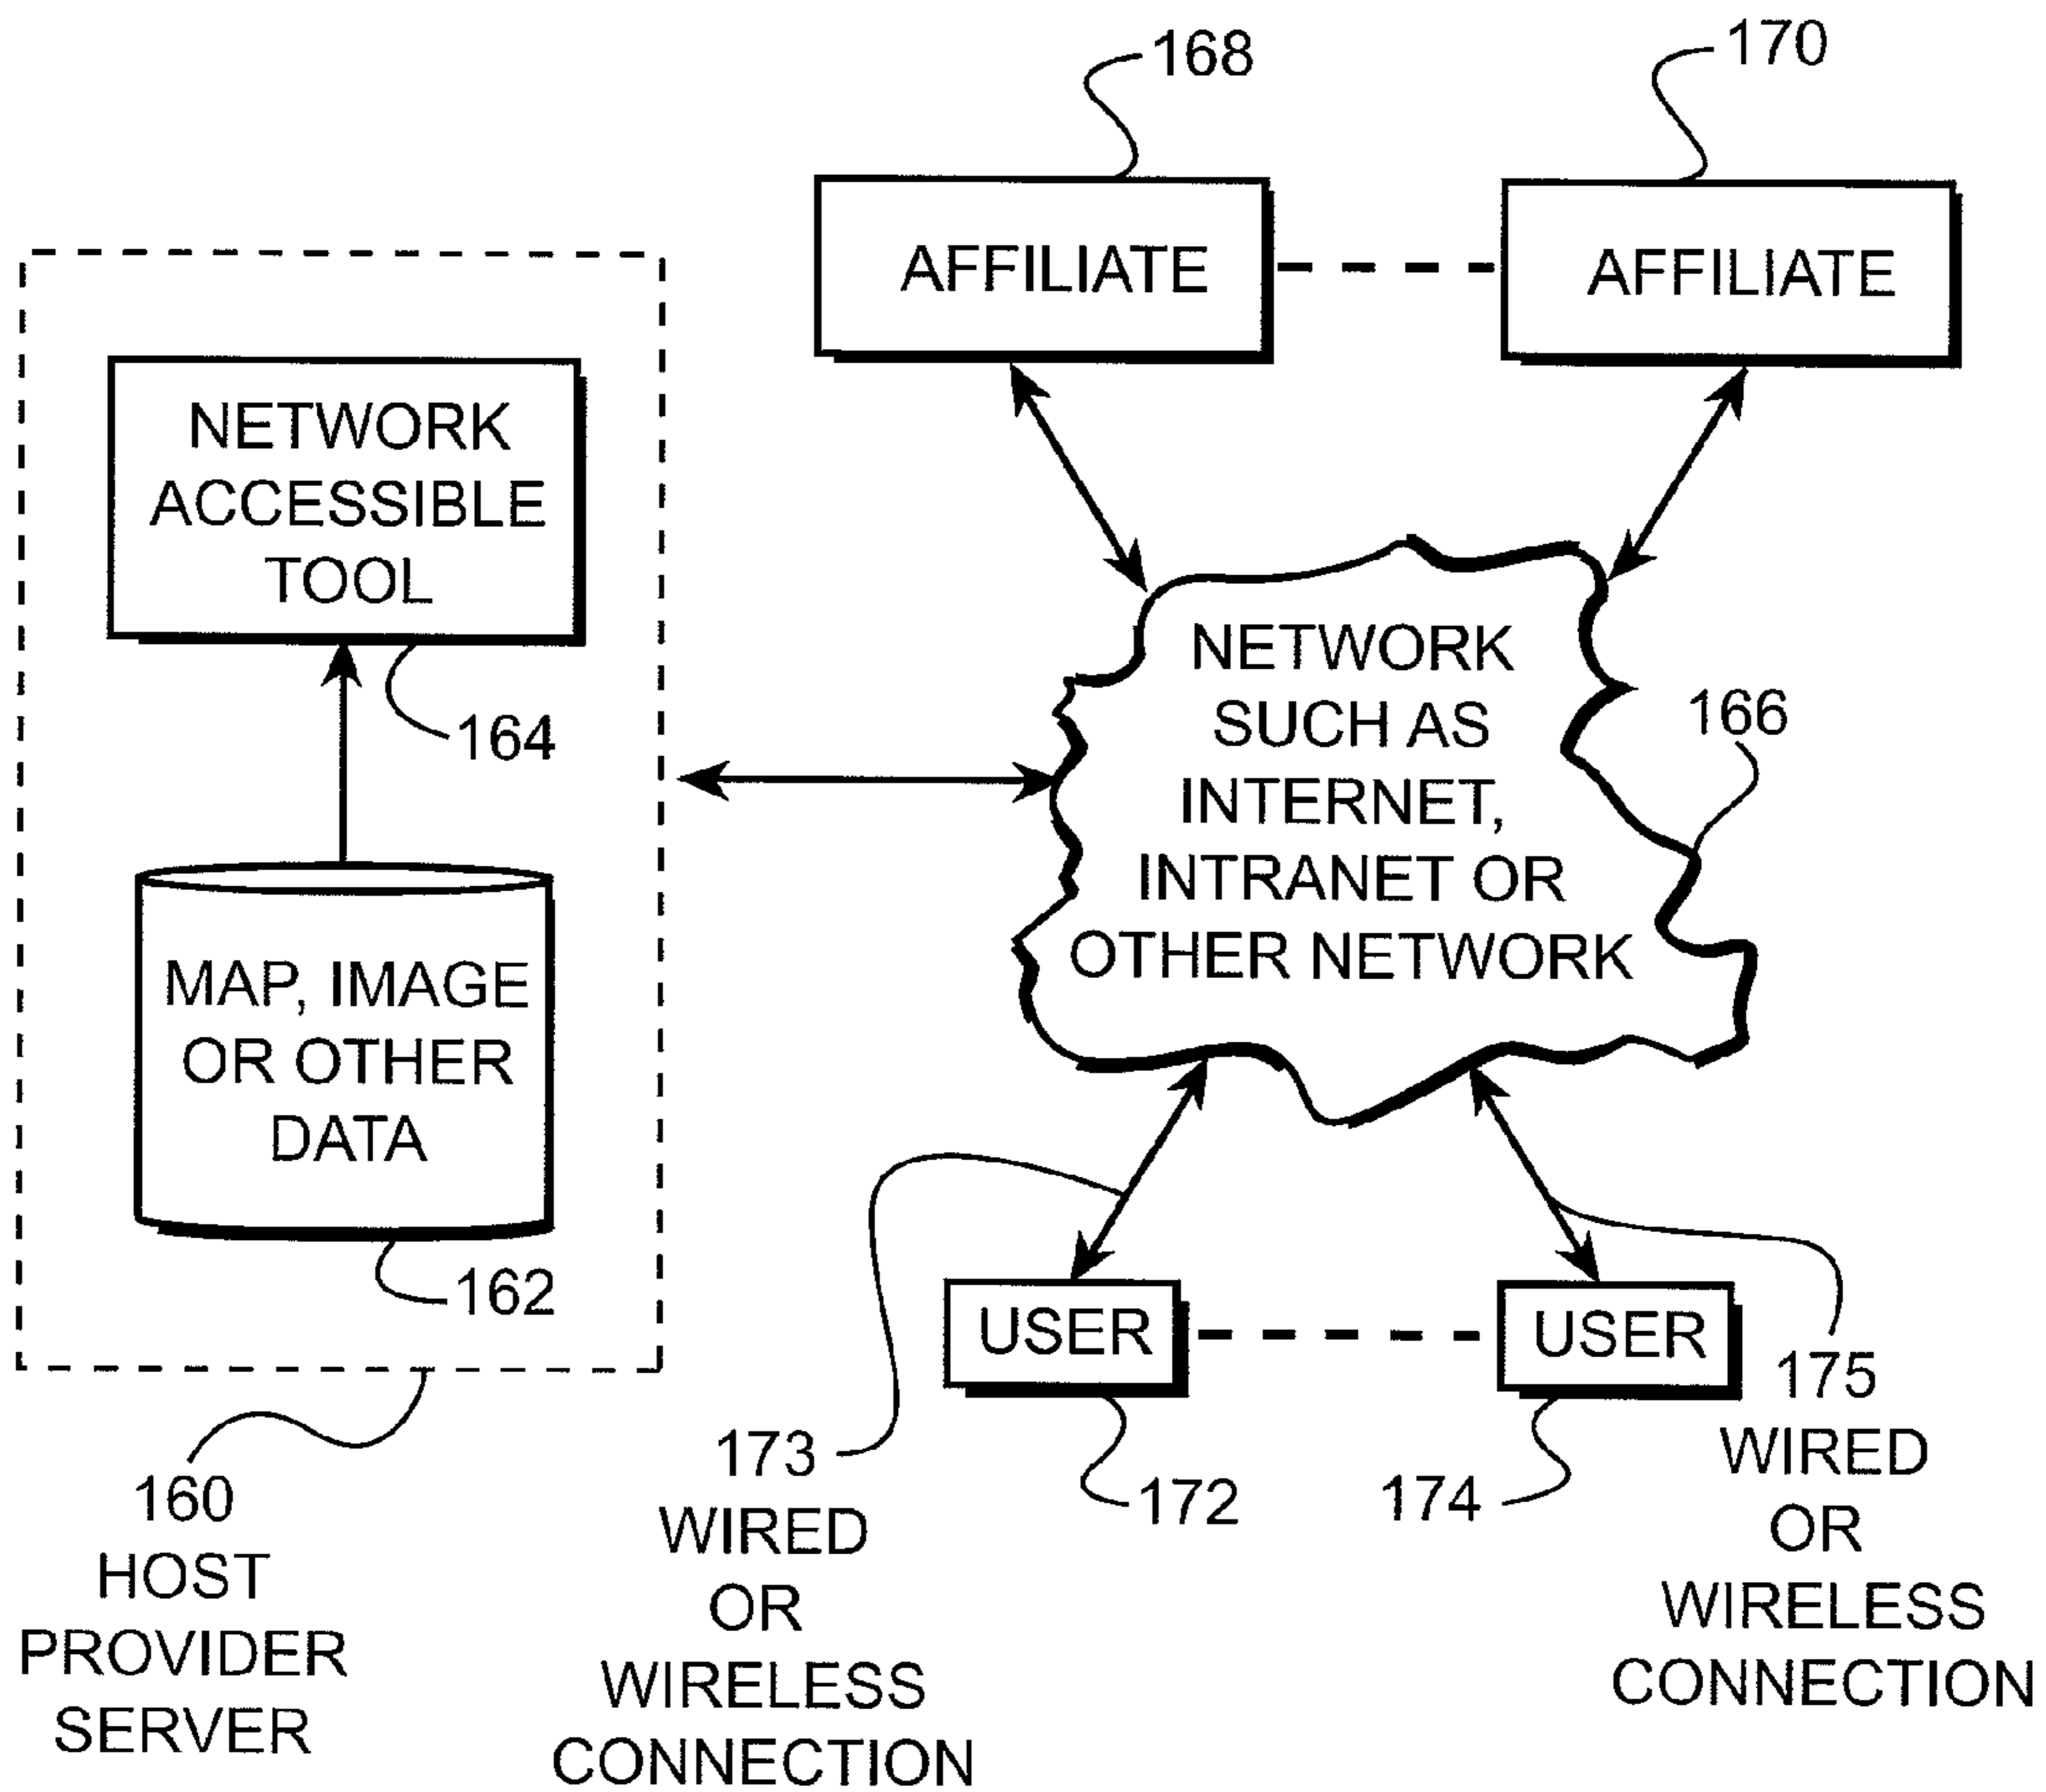 168
170
AFFILIATE
AFFILIATE
NETWORK
ACCESSIBLE
TOOL
164
NETWORK
SUCH AS
INTERNET,
INTRANET OR
OTHER NETWORK
166
MAP, IMAGE
OR OTHER
DATA
162
USER
USER
160
HOST
PROVIDER
SERVER
173
WIRED
OR
WIRELESS
CONNECTION
172
174
175
WIRED
OR
WIRELESS
CONNECTION